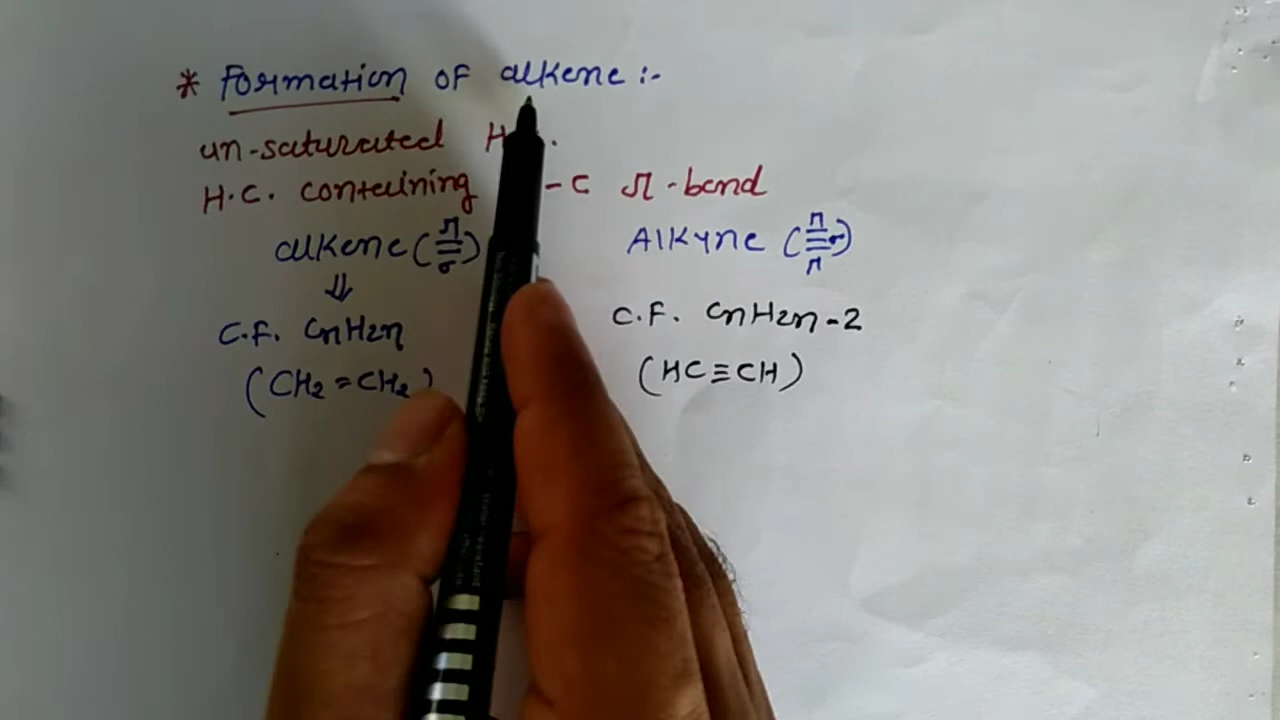 * Formation of alkene :-
un-saturated H
H.C. containing -C π-bond
alkene (π = σ) Alkyne (π ≡ σ π)
⇓
C.F. CnH2n C.F. CnH2n-2
(CH2=CH2) (HC≡CH)